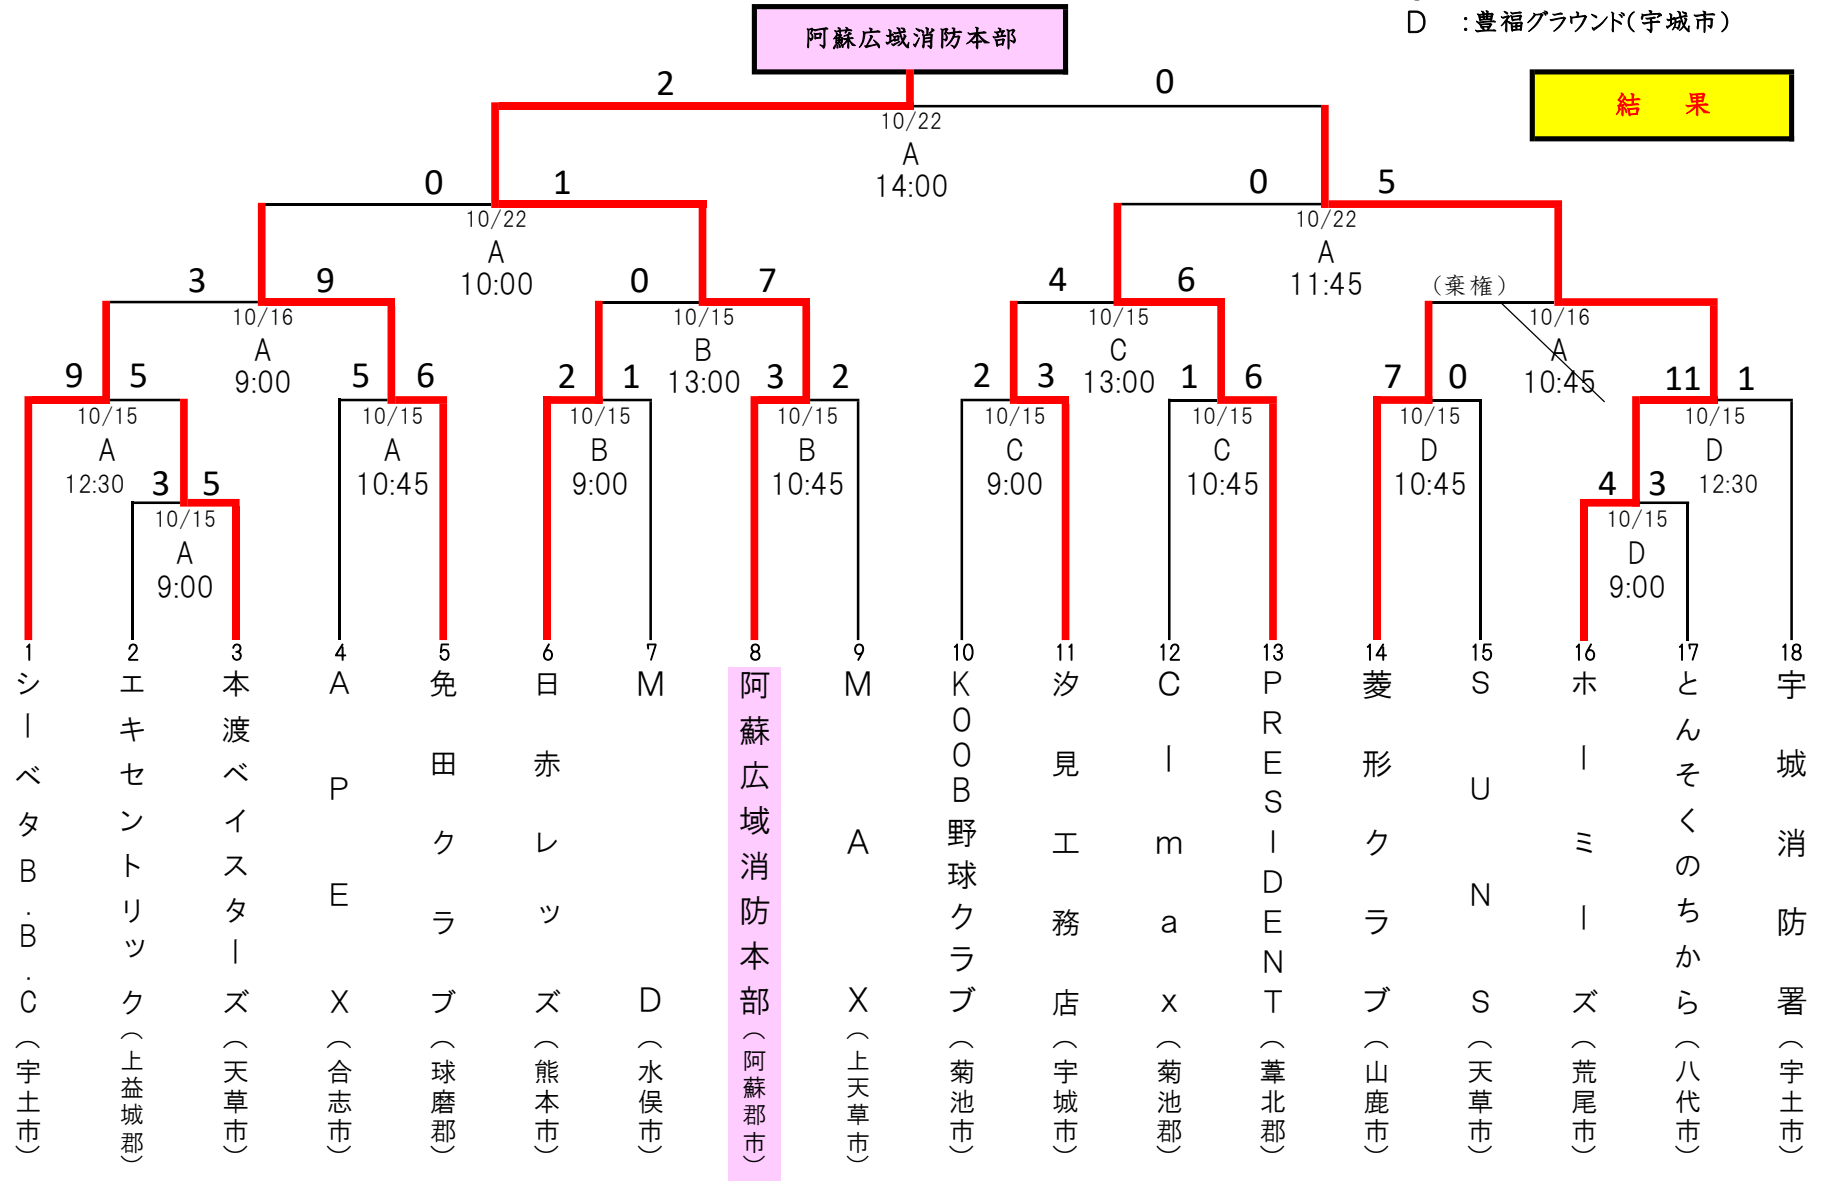 D :豊福グラウンド(宇城市)
阿蘇広域消防本部
結 果
2 0
10/22
A
14:00
0 1
10/22
A
10:00
0 5
10/22
A
11:45
3 9
10/16
A
9:00
0 7
10/15
B
13:00
4 6
10/15
C
13:00
(棄権)
10/16
A
10:45
9 5
10/15
A
12:30
5 6
10/15
A
10:45
2 1
10/15
B
9:00
3 2
10/15
B
10:45
2 3
10/15
C
9:00
1 6
10/15
C
10:45
7 0
10/15
D
10:45
11 1
10/15
D
12:30
3 5
10/15
A
9:00
4 3
10/15
D
9:00
1 シーベタB.B.C(宇土市)
2 エキセントリック(上益城郡)
3 本渡ベイスターズ(天草市)
4 APEX(合志市)
5 免田クラブ(球磨郡)
6 日赤レッズ(熊本市)
7 MD(水俣市)
8 阿蘇広域消防本部(阿蘇郡市)
9 MAX(上天草市)
10 KOOB野球クラブ(菊池市)
11 汐見工務店(宇城市)
12 Climax(菊池郡)
13 PRESIDENT(葦北郡)
14 菱形クラブ(山鹿市)
15 SUNS(天草市)
16 ホーミーズ(荒尾市)
17 とんそくのちから(八代市)
18 宇城消防署(宇土市)